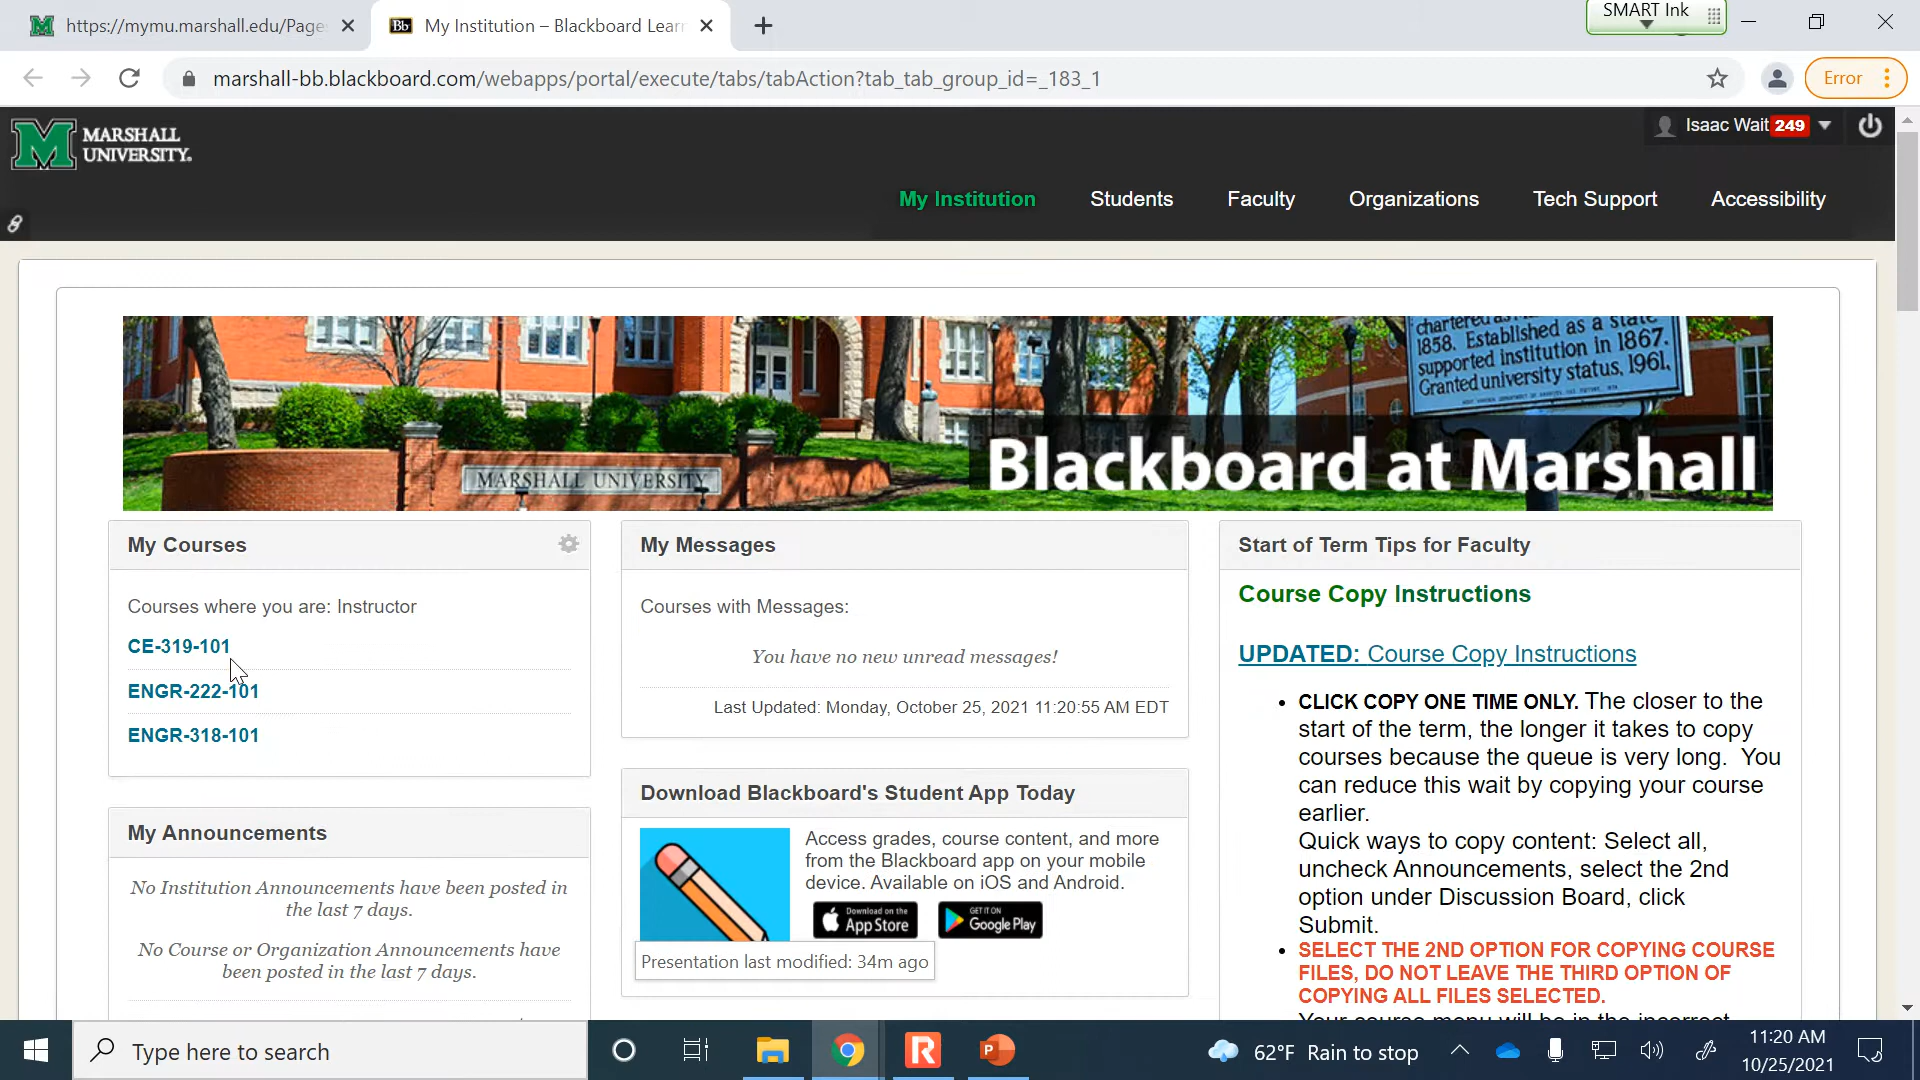 https://mymu.marshall.edu/Page
Bb My Institution – Blackboard Lear
SMART Ink
marshall-bb.blackboard.com/webapps/portal/execute/tabs/tabAction?tab_tab_group_id=_183_1
Error
MARSHALL
UNIVERSITY.
Isaac Wait 249
My Institution Students Faculty Organizations Tech Support Accessibility
chartered as a state
1858. Established as a state
supported institution in 1867.
Granted university status, 1961.
MARSHALL UNIVERSITY
Blackboard at Marshall
My Courses
Courses where you are: Instructor
CE-319-101
ENGR-222-101
ENGR-318-101
My Announcements
No Institution Announcements have been posted in
the last 7 days.
No Course or Organization Announcements have
been posted in the last 7 days.
My Messages
Courses with Messages:
You have no new unread messages!
Last Updated: Monday, October 25, 2021 11:20:55 AM EDT
Download Blackboard's Student App Today
Access grades, course content, and more
from the Blackboard app on your mobile
device. Available on iOS and Android.
Download on the
App Store
GET IT ON
Google Play
Presentation last modified: 34m ago
Start of Term Tips for Faculty
Course Copy Instructions
UPDATED: Course Copy Instructions
• CLICK COPY ONE TIME ONLY. The closer to the
start of the term, the longer it takes to copy
courses because the queue is very long. You
can reduce this wait by copying your course
earlier.
Quick ways to copy content: Select all,
uncheck Announcements, select the 2nd
option under Discussion Board, click
Submit.
• SELECT THE 2ND OPTION FOR COPYING COURSE
FILES, DO NOT LEAVE THE THIRD OPTION OF
COPYING ALL FILES SELECTED.
Your course menu will be in the incorrect
Type here to search
62°F Rain to stop
11:20 AM
10/25/2021